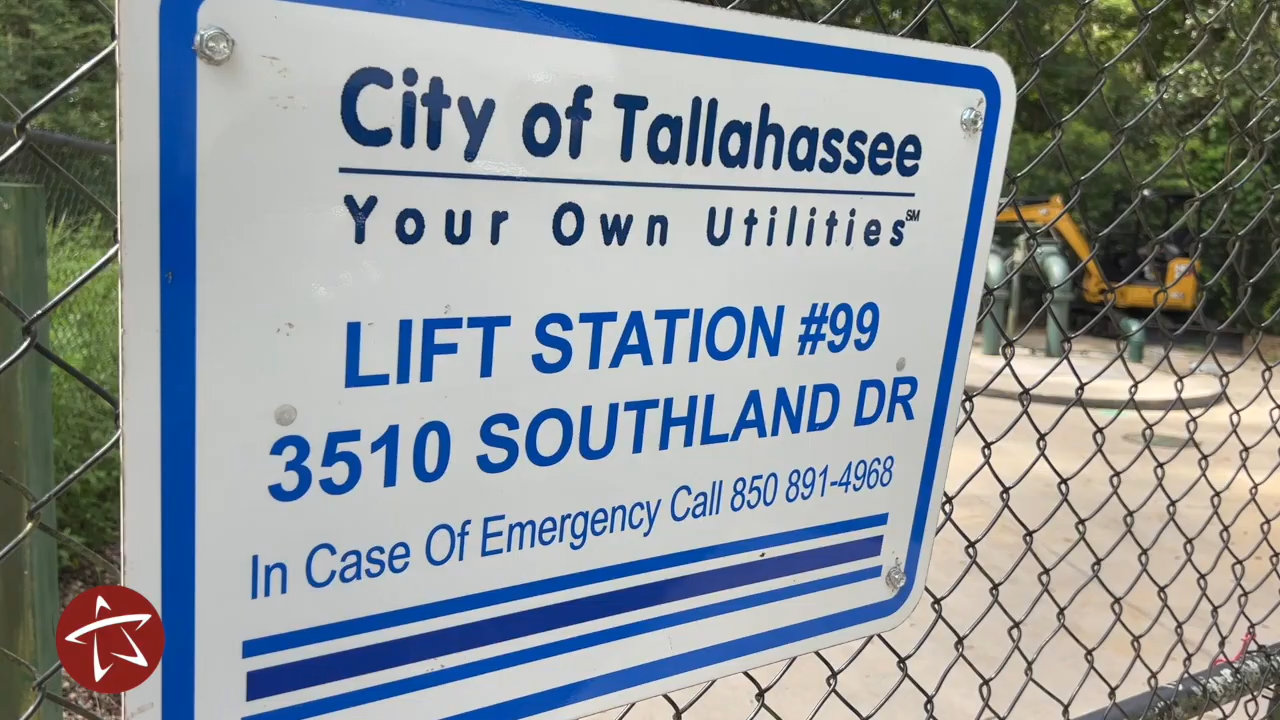 City of Tallahassee
Your Own Utilities℠
LIFT STATION #99
3510 SOUTHLAND DR
In Case Of Emergency Call 850 891-4968